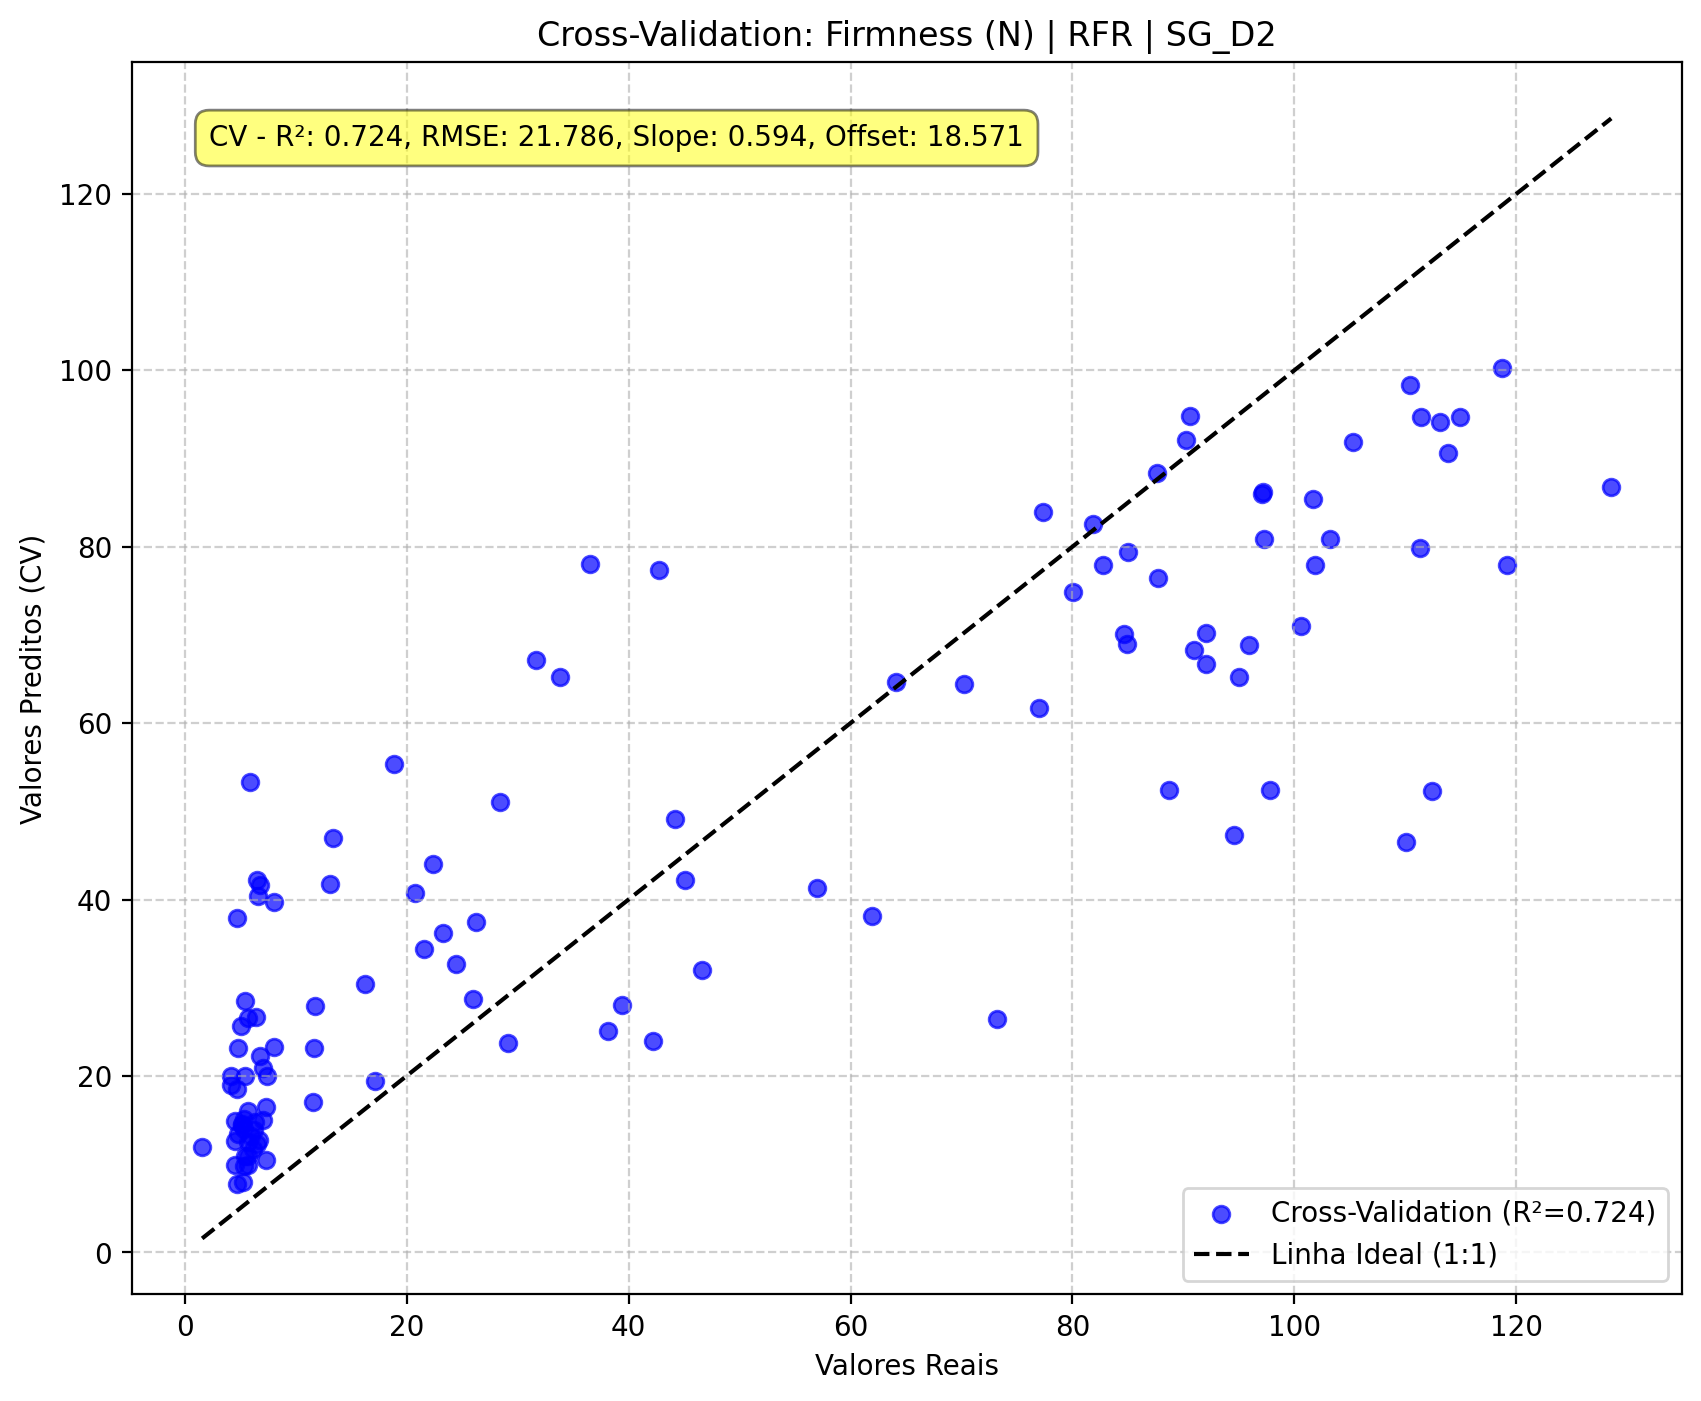 Cross-Validation: Firmness (N) | RFR | SG_D2
CV - R²: 0.724, RMSE: 21.786, Slope: 0.594, Offset: 18.571
Valores Preditos (CV)
120
100
80
60
40
20
0
Cross-Validation (R²=0.724)
Linha Ideal (1:1)
0 20 40 60 80 100 120
Valores Reais